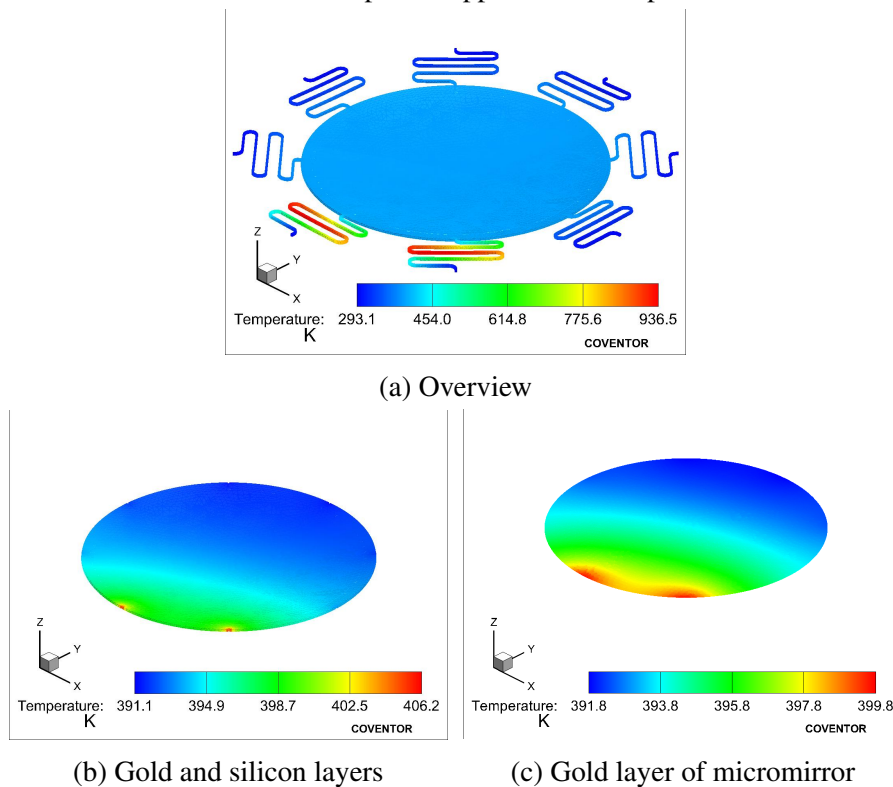 Z
Y
X
Temperature: 293.1 454.0 614.8 775.6 936.5
K
COVENTOR
(a) Overview
Z
Y
X
Temperature: 391.1 394.9 398.7 402.5 406.2
K
COVENTOR
(b) Gold and silicon layers
Z
Y
X
Temperature: 391.8 393.8 395.8 397.8 399.8
K
COVENTOR
(c) Gold layer of micromirror